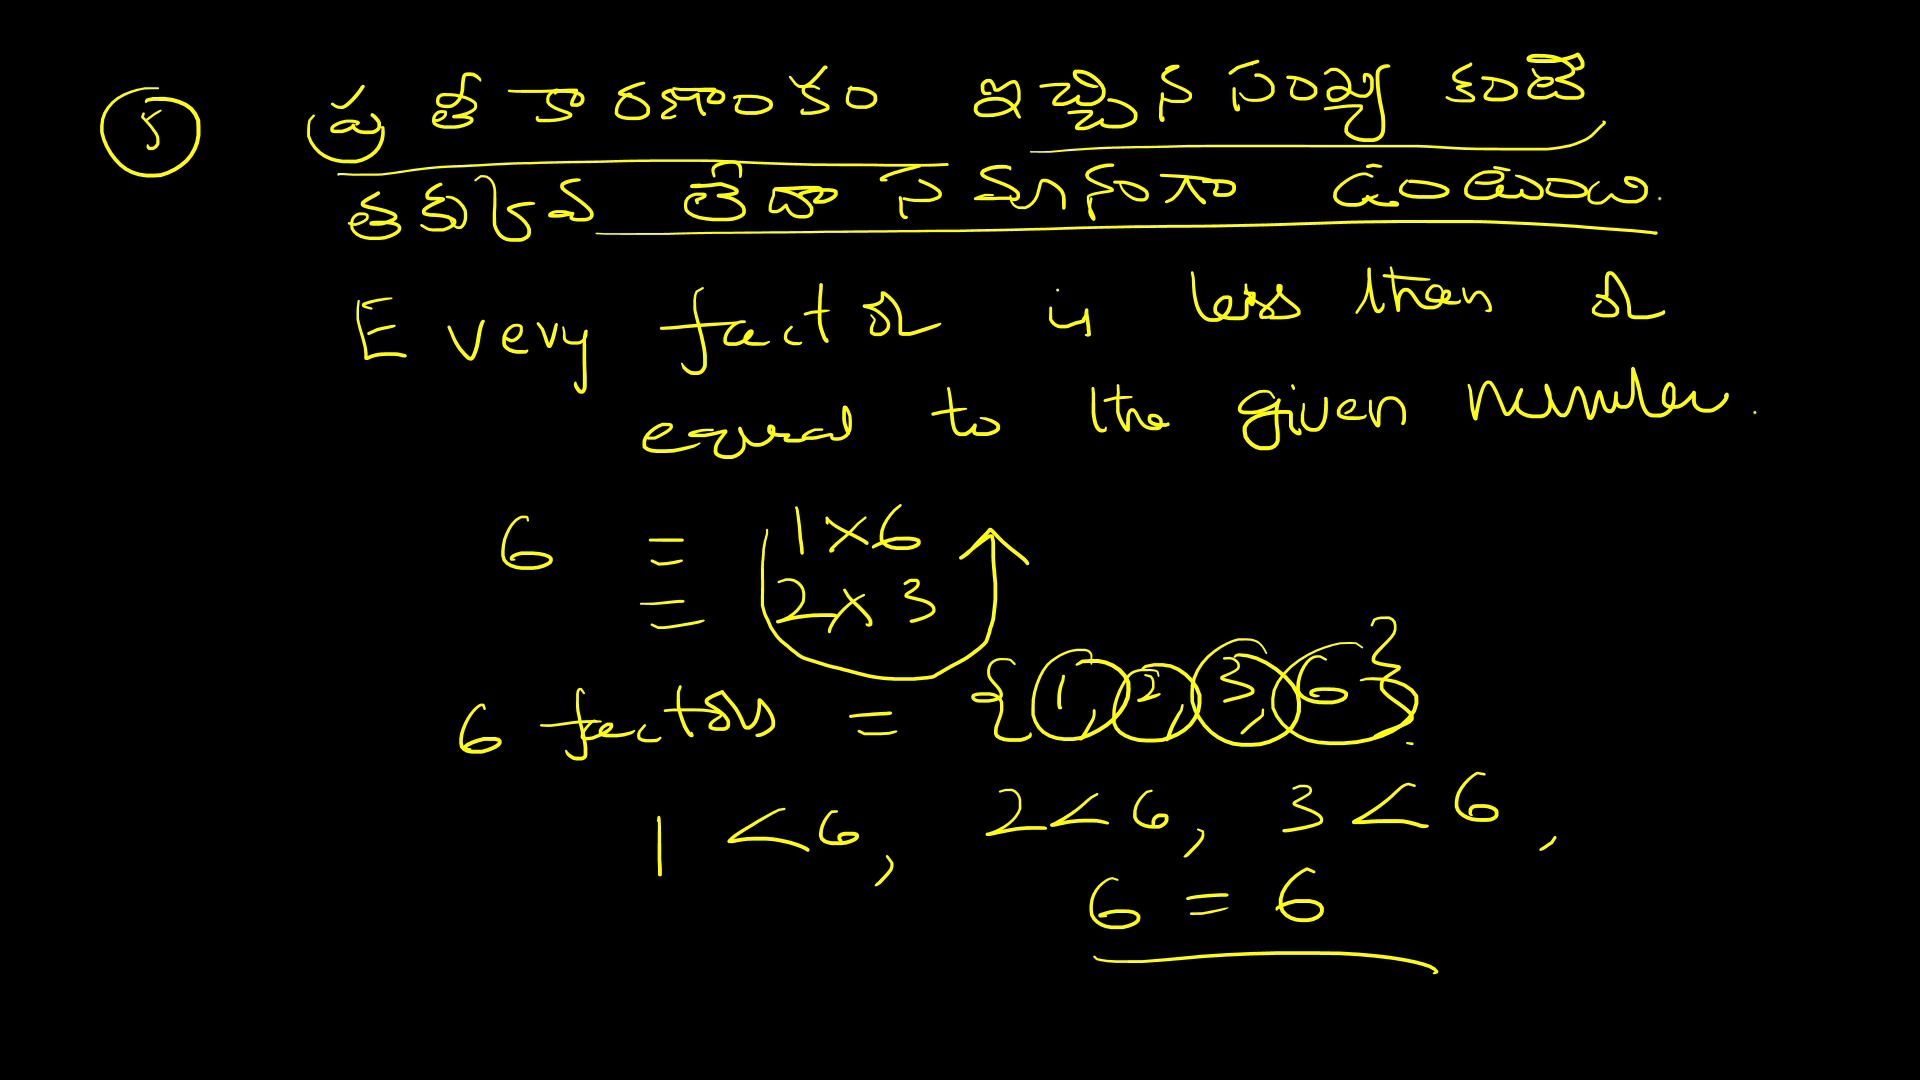 5 ప్రతి కారణాంకం ఇచ్చిన సంఖ్య కంటే
తక్కువ లేదా సమానంగా ఉంటుంది.
Every factor is less than or
equal to the given number.
6 = 1×6
= 2×3
6 factors = {1, 2, 3, 6}.
1 < 6, 2 < 6, 3 < 6,
6 = 6